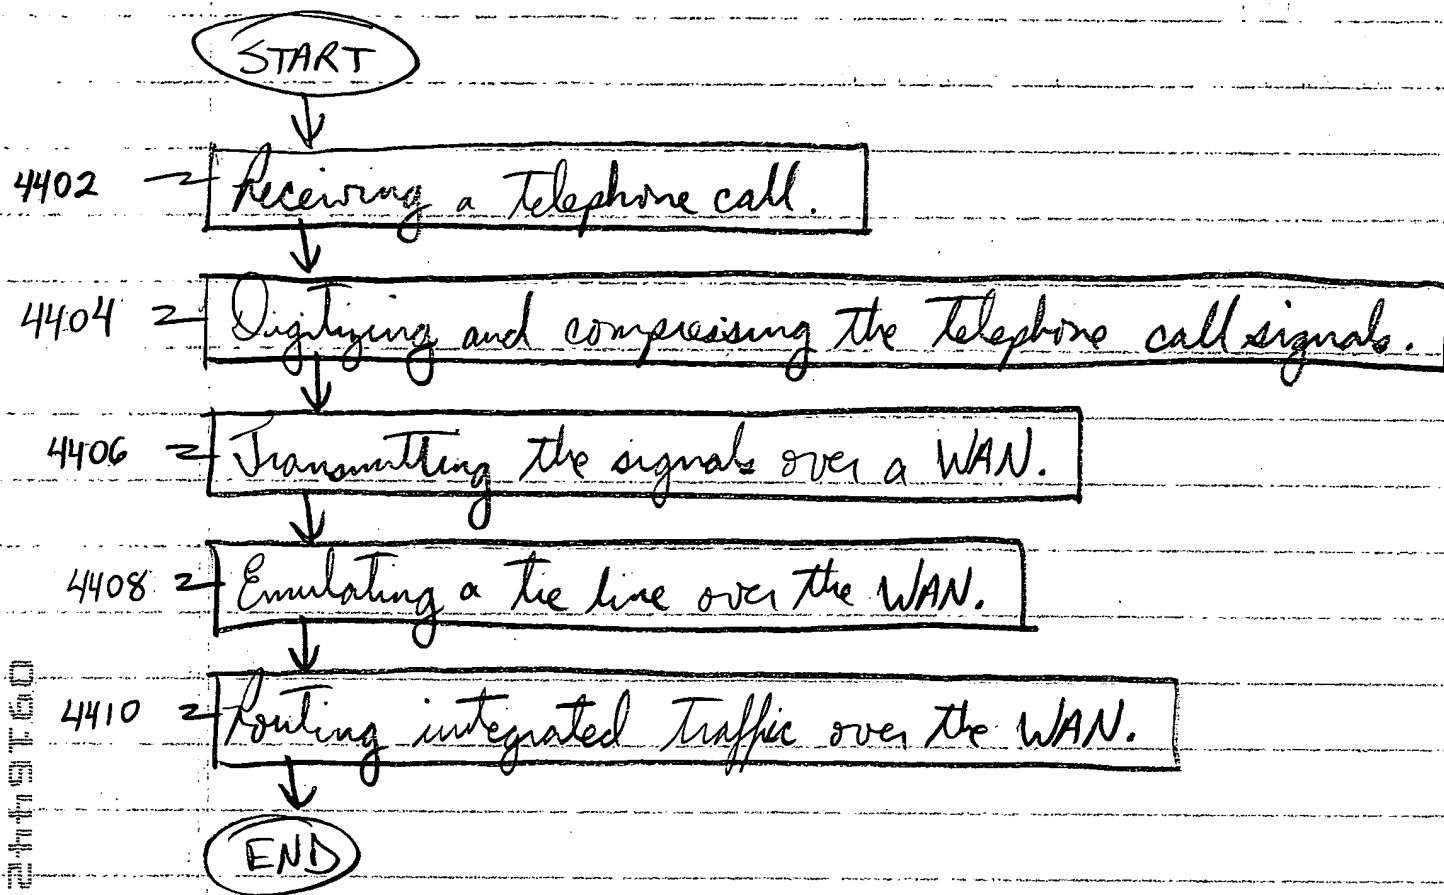 START
4402 Receiving a telephone call.
4404 Digitizing and compressing the telephone call signals.
4406 Transmitting the signals over a WAN.
4408 Emulating a tie line over the WAN.
4410 Routing integrated traffic over the WAN.
END